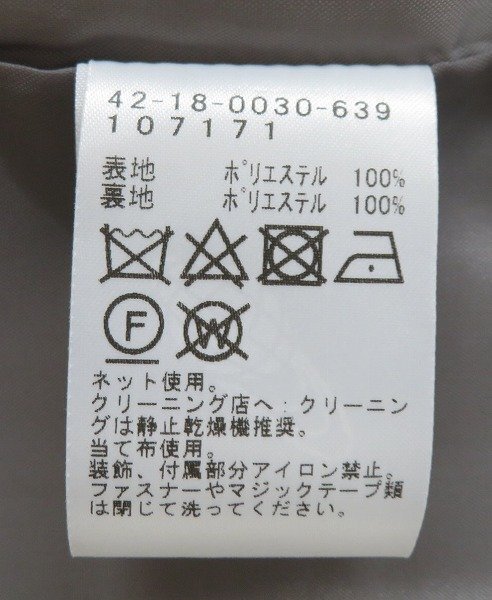 42-18-0030-639
107171
表地 ポリエステル 100%
裏地 ポリエステル 100%
F W
ネット使用。
クリーニング店へ:クリーニン
グは静止乾燥機推奨。
当て布使用。
装飾、付属部分アイロン禁止。
ファスナーやマジックテープ類
は閉じて洗ってください。